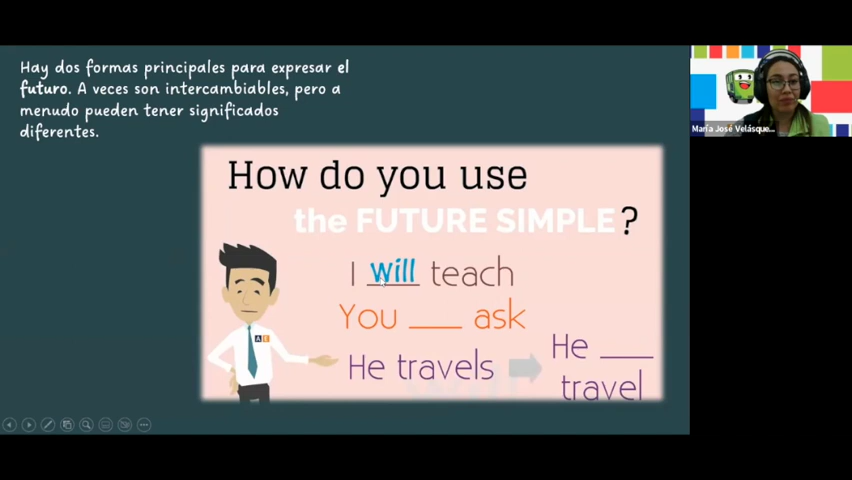 Hay dos formas principales para expresar el
futuro. A veces son intercambiables, pero a
menudo pueden tener significados
diferentes.
How do you use
the FUTURE SIMPLE?
I will teach
You ___ ask
He travels
He ___
travel
A E
María José Velásque...